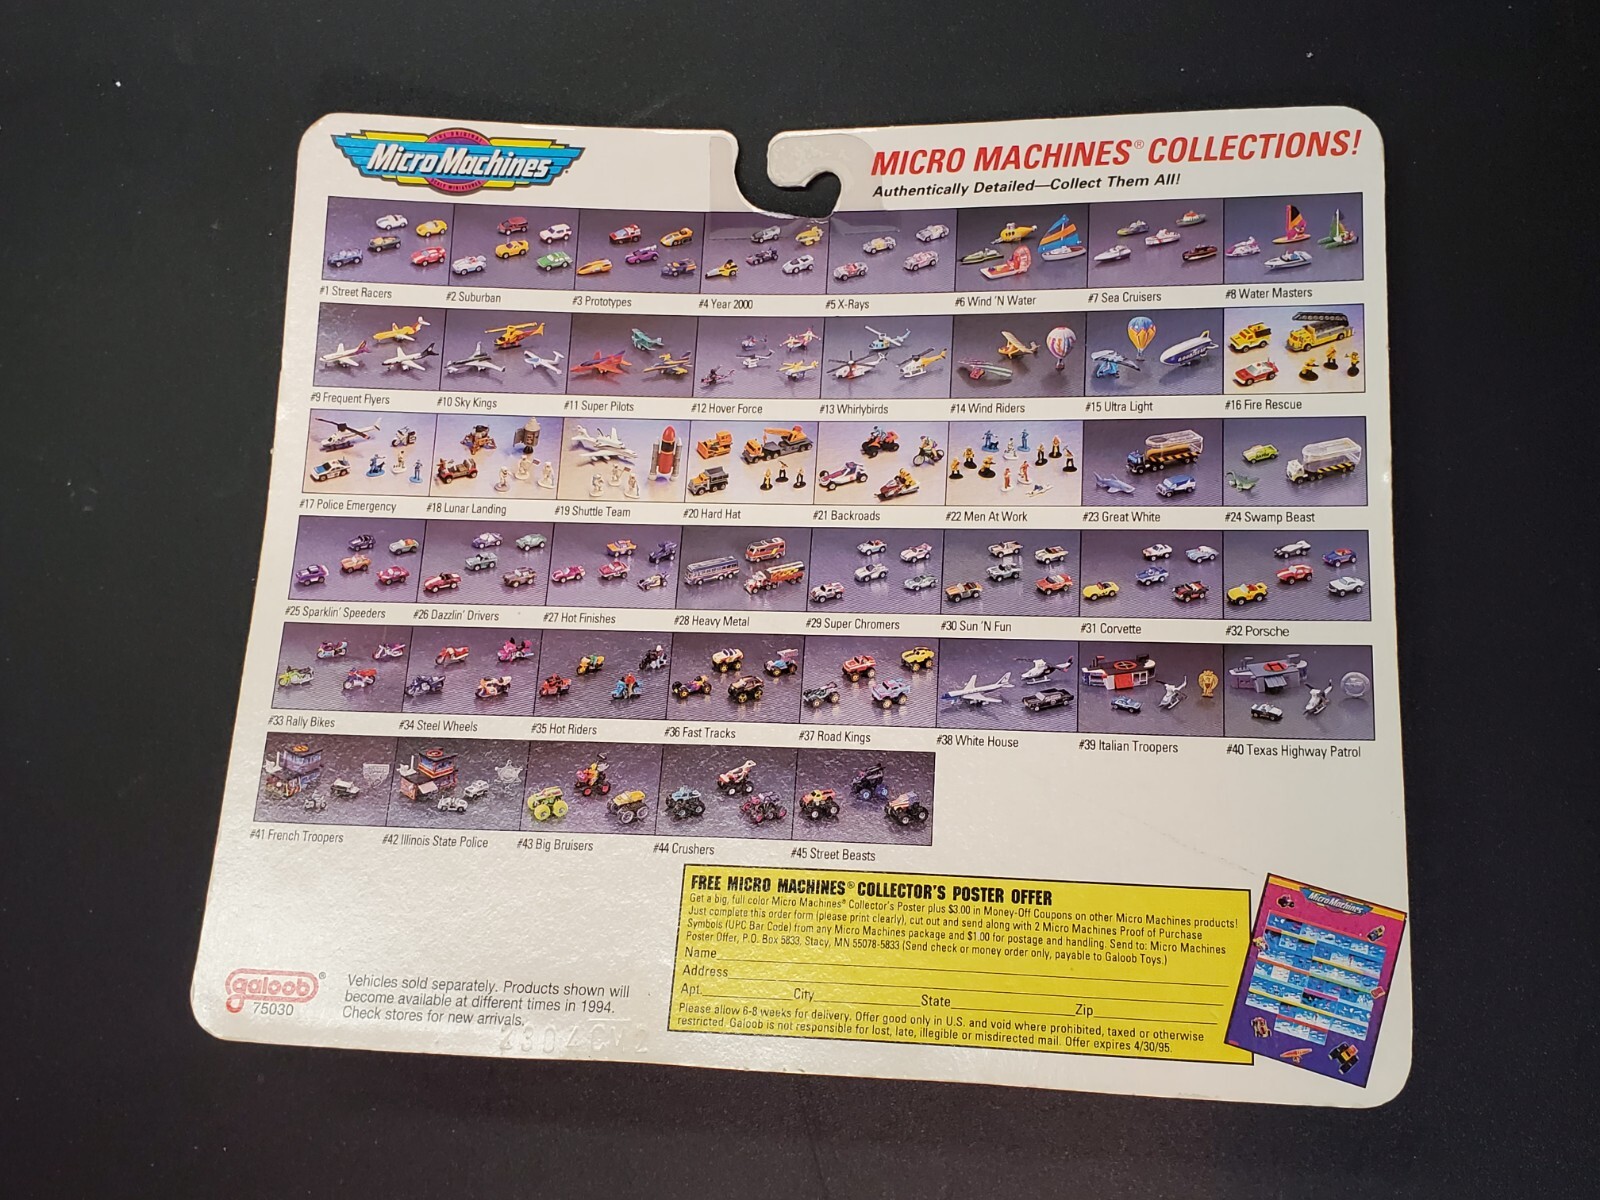 THE ORIGINAL
Micro Machines
SCALE MINIATURES
MICRO MACHINES® COLLECTIONS!
Authentically Detailed—Collect Them All!
#1 Street Racers
#2 Suburban
#3 Prototypes
#4 Year 2000
#5 X-Rays
#6 Wind 'N Water
#7 Sea Cruisers
#8 Water Masters
#9 Frequent Flyers
#10 Sky Kings
#11 Super Pilots
#12 Hover Force
#13 Whirlybirds
#14 Wind Riders
#15 Ultra Light
#16 Fire Rescue
#17 Police Emergency
#18 Lunar Landing
#19 Shuttle Team
#20 Hard Hat
#21 Backroads
#22 Men At Work
#23 Great White
#24 Swamp Beast
#25 Sparklin' Speeders
#26 Dazzlin' Drivers
#27 Hot Finishes
#28 Heavy Metal
#29 Super Chromers
#30 Sun 'N Fun
#31 Corvette
#32 Porsche
#33 Rally Bikes
#34 Steel Wheels
#35 Hot Riders
#36 Fast Tracks
#37 Road Kings
#38 White House
#39 Italian Troopers
#40 Texas Highway Patrol
#41 French Troopers
#42 Illinois State Police
#43 Big Bruisers
#44 Crushers
#45 Street Beasts
FREE MICRO MACHINES® COLLECTOR'S POSTER OFFER
Get a big, full color Micro Machines® Collector's Poster plus $3.00 in Money-Off Coupons on other Micro Machines products!
Just complete this order form (please print clearly), cut out and send along with 2 Micro Machines Proof of Purchase
Symbols (UPC Bar Code) from any Micro Machines package and $1.00 for postage and handling. Send to: Micro Machines
Poster Offer, P.O. Box 5833, Stacy, MN 55078-5833 (Send check or money order only, payable to Galoob Toys.)
Name
Address
Apt. City State Zip
Please allow 6-8 weeks for delivery. Offer good only in U.S. and void where prohibited, taxed or otherwise
restricted. Galoob is not responsible for lost, late, illegible or misdirected mail. Offer expires 4/30/95.
Micro Machines
galoob®
75030
Vehicles sold separately. Products shown will
become available at different times in 1994.
Check stores for new arrivals.